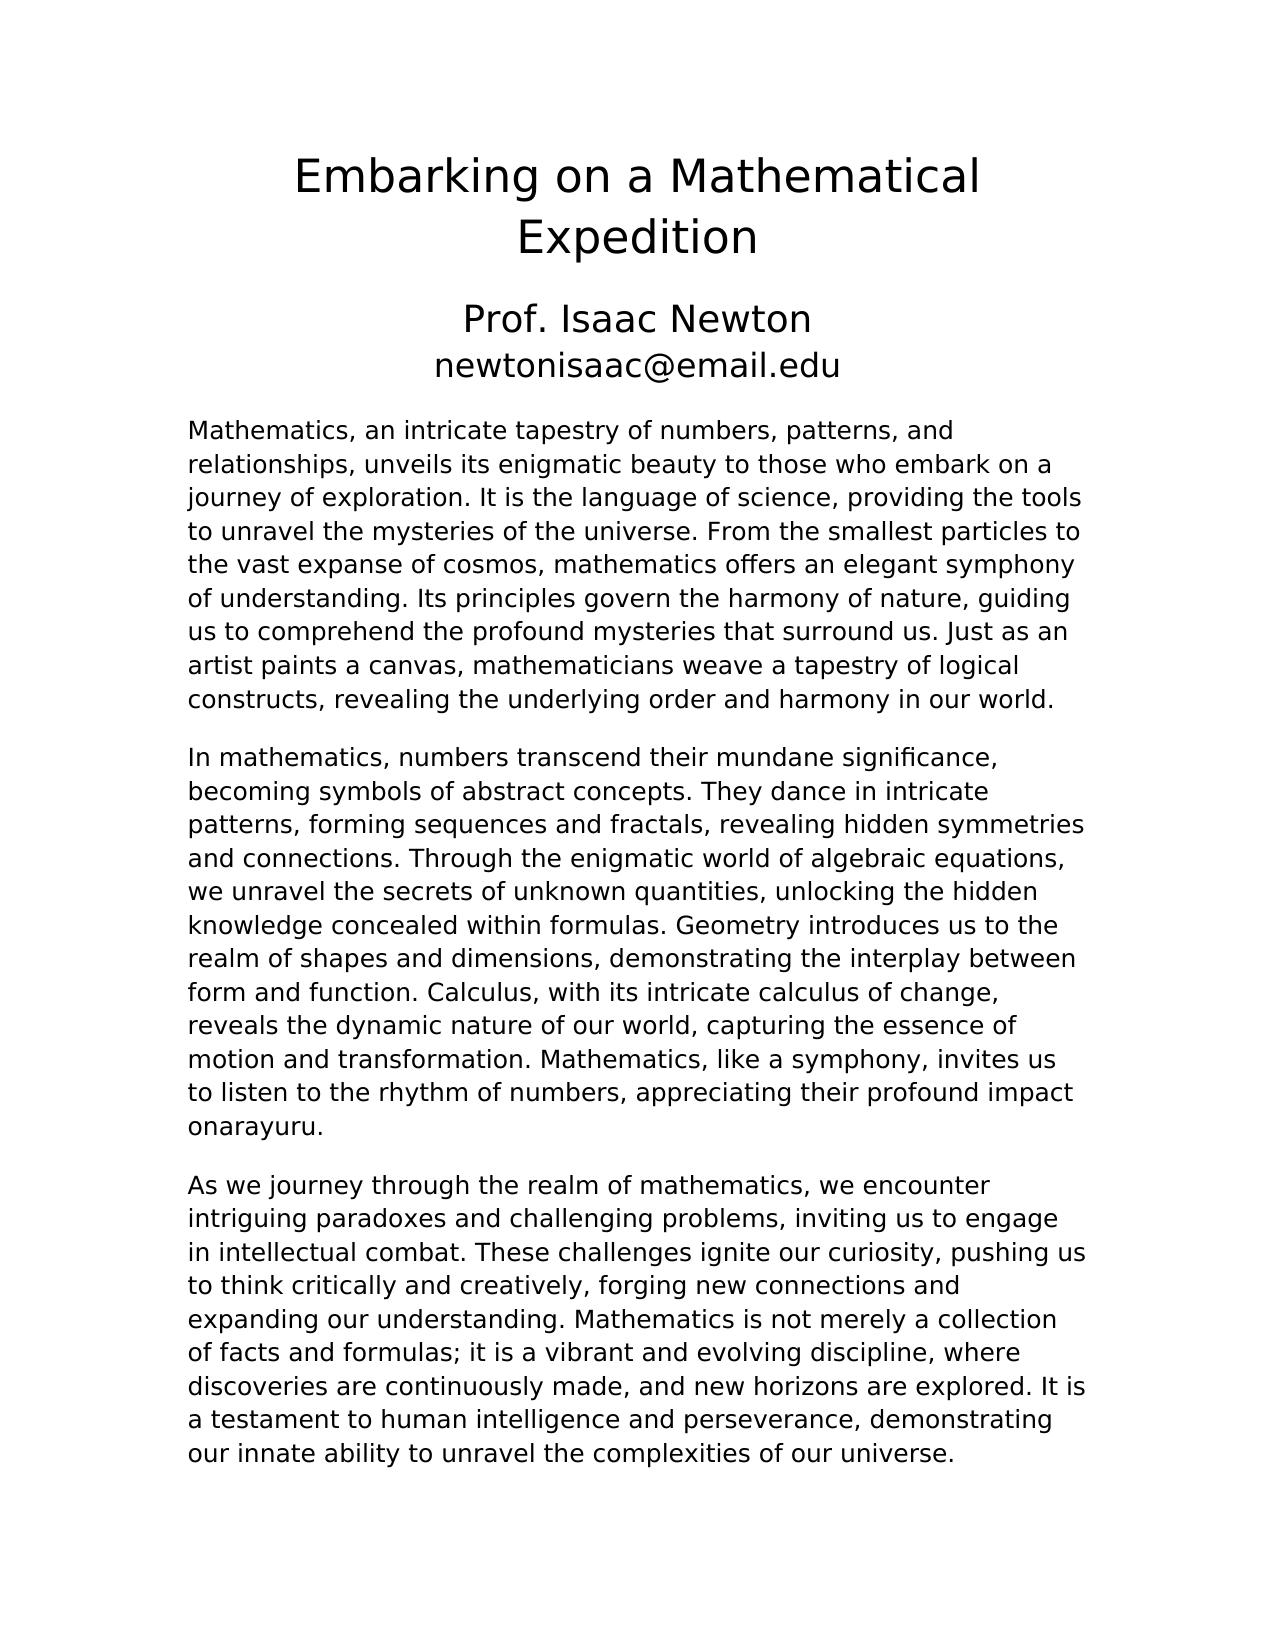 Embarking on a Mathematical
Expedition
Prof. Isaac Newton
newtonisaac@email.edu
Mathematics, an intricate tapestry of numbers, patterns, and
relationships, unveils its enigmatic beauty to those who embark on a
journey of exploration. It is the language of science, providing the tools
to unravel the mysteries of the universe. From the smallest particles to
the vast expanse of cosmos, mathematics offers an elegant symphony
of understanding. Its principles govern the harmony of nature, guiding
us to comprehend the profound mysteries that surround us. Just as an
artist paints a canvas, mathematicians weave a tapestry of logical
constructs, revealing the underlying order and harmony in our world.
In mathematics, numbers transcend their mundane significance,
becoming symbols of abstract concepts. They dance in intricate
patterns, forming sequences and fractals, revealing hidden symmetries
and connections. Through the enigmatic world of algebraic equations,
we unravel the secrets of unknown quantities, unlocking the hidden
knowledge concealed within formulas. Geometry introduces us to the
realm of shapes and dimensions, demonstrating the interplay between
form and function. Calculus, with its intricate calculus of change,
reveals the dynamic nature of our world, capturing the essence of
motion and transformation. Mathematics, like a symphony, invites us
to listen to the rhythm of numbers, appreciating their profound impact
onarayuru.
As we journey through the realm of mathematics, we encounter
intriguing paradoxes and challenging problems, inviting us to engage
in intellectual combat. These challenges ignite our curiosity, pushing us
to think critically and creatively, forging new connections and
expanding our understanding. Mathematics is not merely a collection
of facts and formulas; it is a vibrant and evolving discipline, where
discoveries are continuously made, and new horizons are explored. It is
a testament to human intelligence and perseverance, demonstrating
our innate ability to unravel the complexities of our universe.